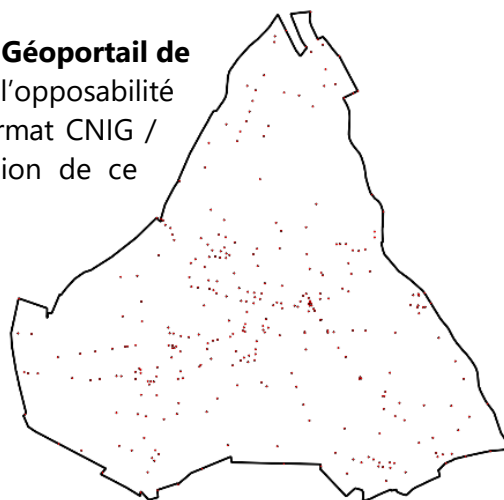 Géoportail de
l'opposabilité
rmat CNIG /
ion de ce